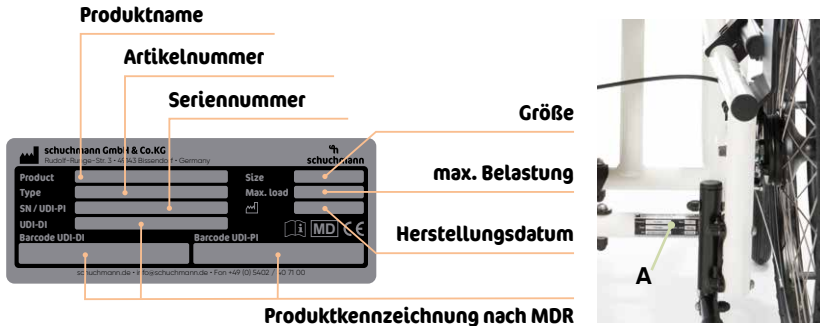 Produktname
Artikelnummer
Seriennummer
Größe
max. Belastung
Herstellungsdatum
schuchmann GmbH & Co.KG
Rudolf-Runge-Str. 3 • 49143 Bissendorf • Germany
schuchmann
Product
Size
Type
Max. load
SN / UDI-PI
UDI-DI
MD CE
Barcode UDI-DI
Barcode UDI-PI
schuchmann.de • info@schuchmann.de • Fon +49 (0) 5402 / 40 71 00
Produktkennzeichnung nach MDR
A